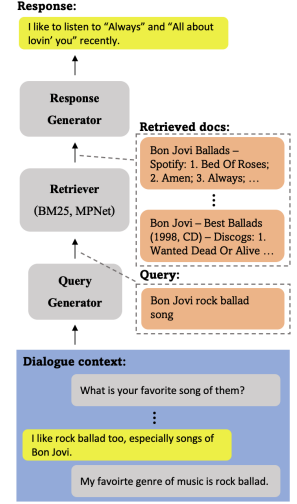 Response:
I like to listen to “Always” and “All about
lovin’ you” recently.
Response
Generator
Retrieved docs:
Bon Jovi Ballads –
Spotify: 1. Bed Of Roses;
2. Amen; 3. Always; …
Retriever
(BM25, MPNet)
Bon Jovi – Best Ballads
(1998, CD) – Discogs: 1.
Wanted Dead Or Alive …
Query:
Query
Generator
Bon Jovi rock ballad
song
Dialogue context:
What is your favorite song of them?
I like rock ballad too, especially songs of
Bon Jovi.
My favoirte genre of music is rock ballad.